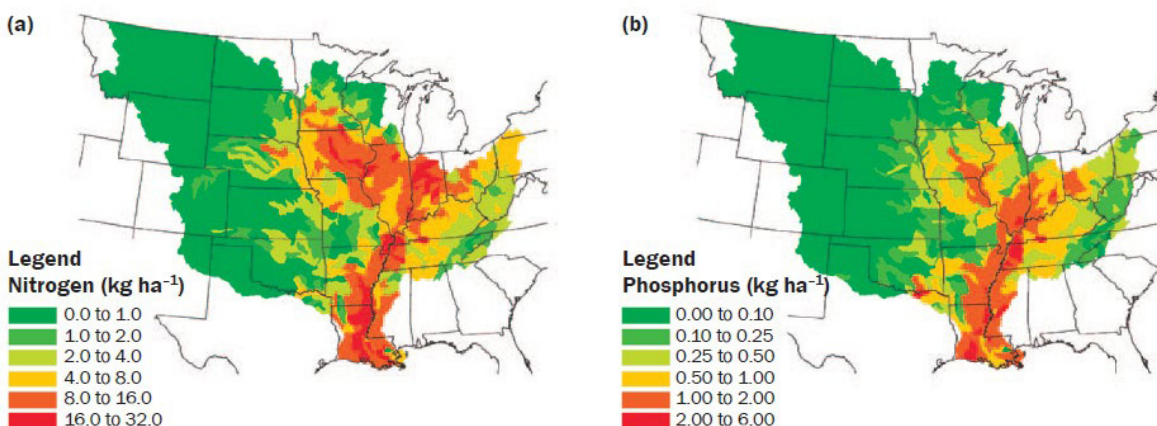 (a)
Legend
Nitrogen (kg ha⁻¹)
0.0 to 1.0
1.0 to 2.0
2.0 to 4.0
4.0 to 8.0
8.0 to 16.0
16.0 to 32.0
(b)
Legend
Phosphorus (kg ha⁻¹)
0.00 to 0.10
0.10 to 0.25
0.25 to 0.50
0.50 to 1.00
1.00 to 2.00
2.00 to 6.00